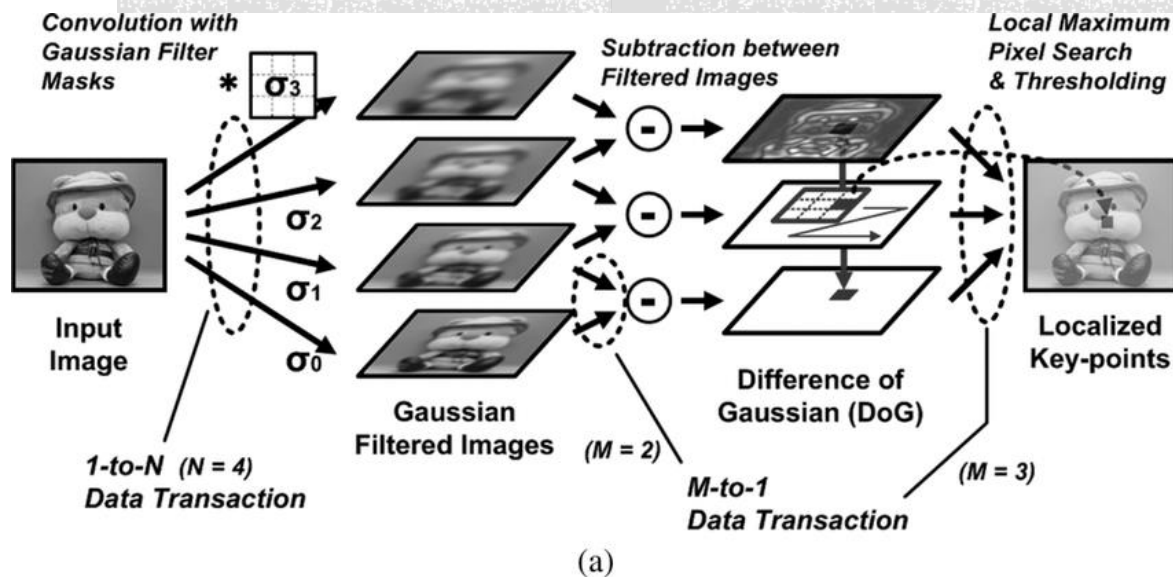 Convolution with
Gaussian Filter
Masks
* σ3
Subtraction between
Filtered Images
Local Maximum
Pixel Search
& Thresholding
-
σ2
-
σ1
-
σ0
Input
Image
Gaussian
Filtered Images
Difference of
Gaussian (DoG)
Localized
Key-points
1-to-N (N = 4)
Data Transaction
(M = 2)
M-to-1
Data Transaction
(M = 3)
(a)